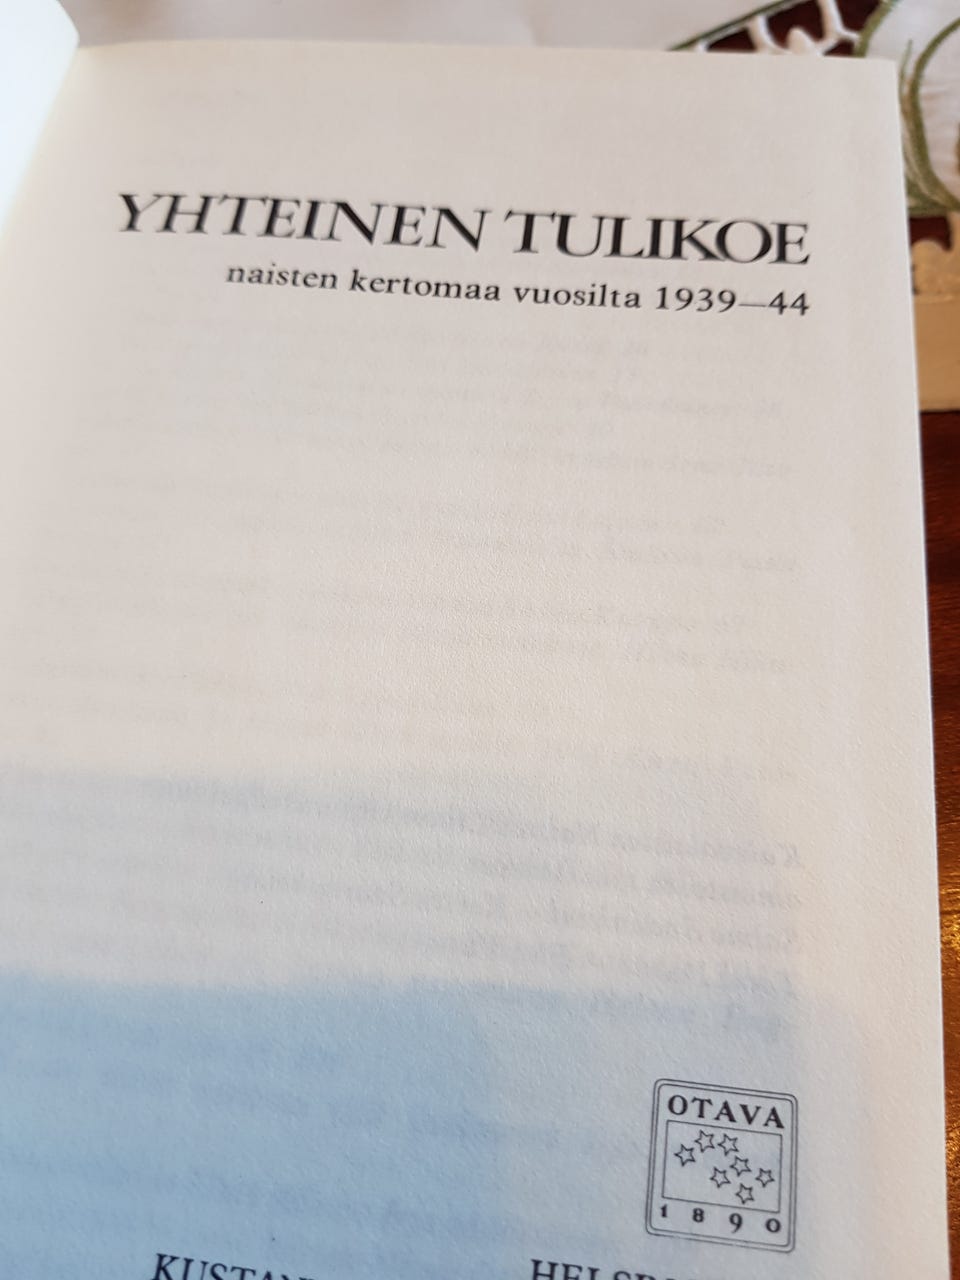 YHTEINEN TULIKOE
naisten kertomaa vuosilta 1939—44
OTAVA
1890